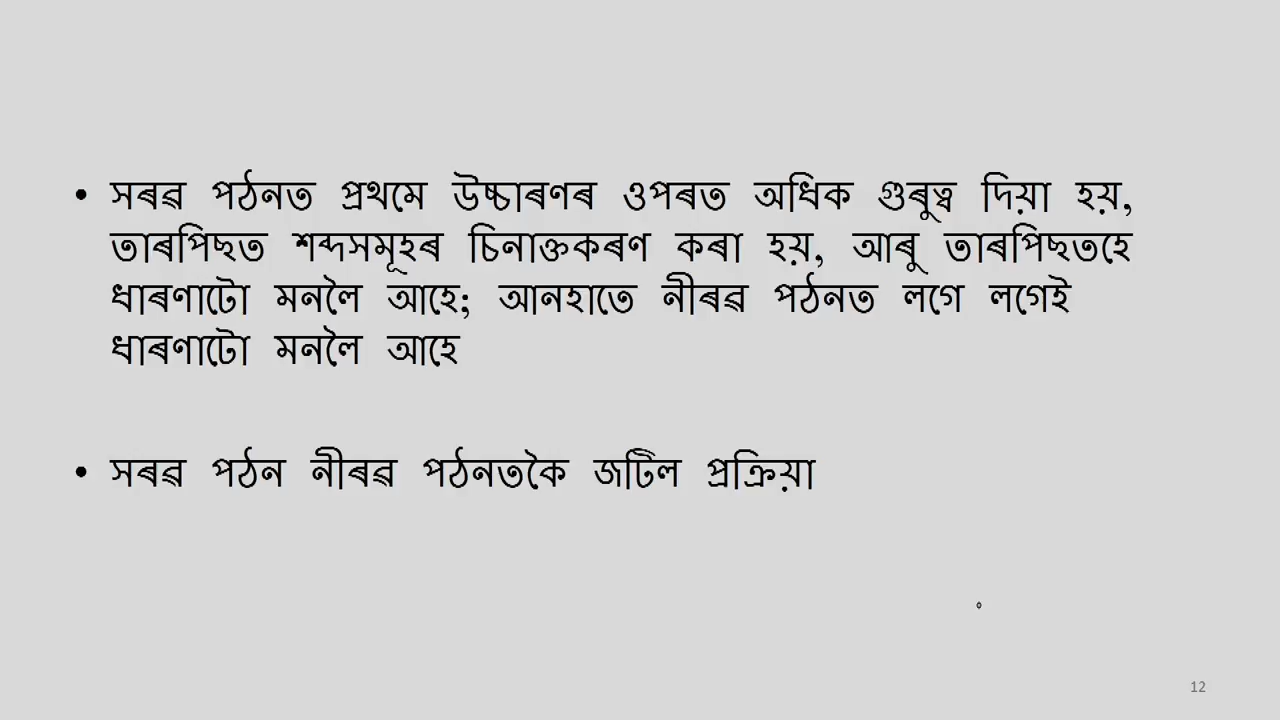 • সৰৱ পঠনত প্ৰথমে উচ্চাৰণৰ ওপৰত অধিক গুৰুত্ব দিয়া হয়,
তাৰপিছত শব্দসমূহৰ চিনাক্তকৰণ কৰা হয়, আৰু তাৰপিছতহে
ধাৰণাটো মনলৈ আহে; আনহাতে নীৰৱ পঠনত লগে লগেই
ধাৰণাটো মনলৈ আহে
• সৰৱ পঠন নীৰৱ পঠনতকৈ জটিল প্ৰক্ৰিয়া
12